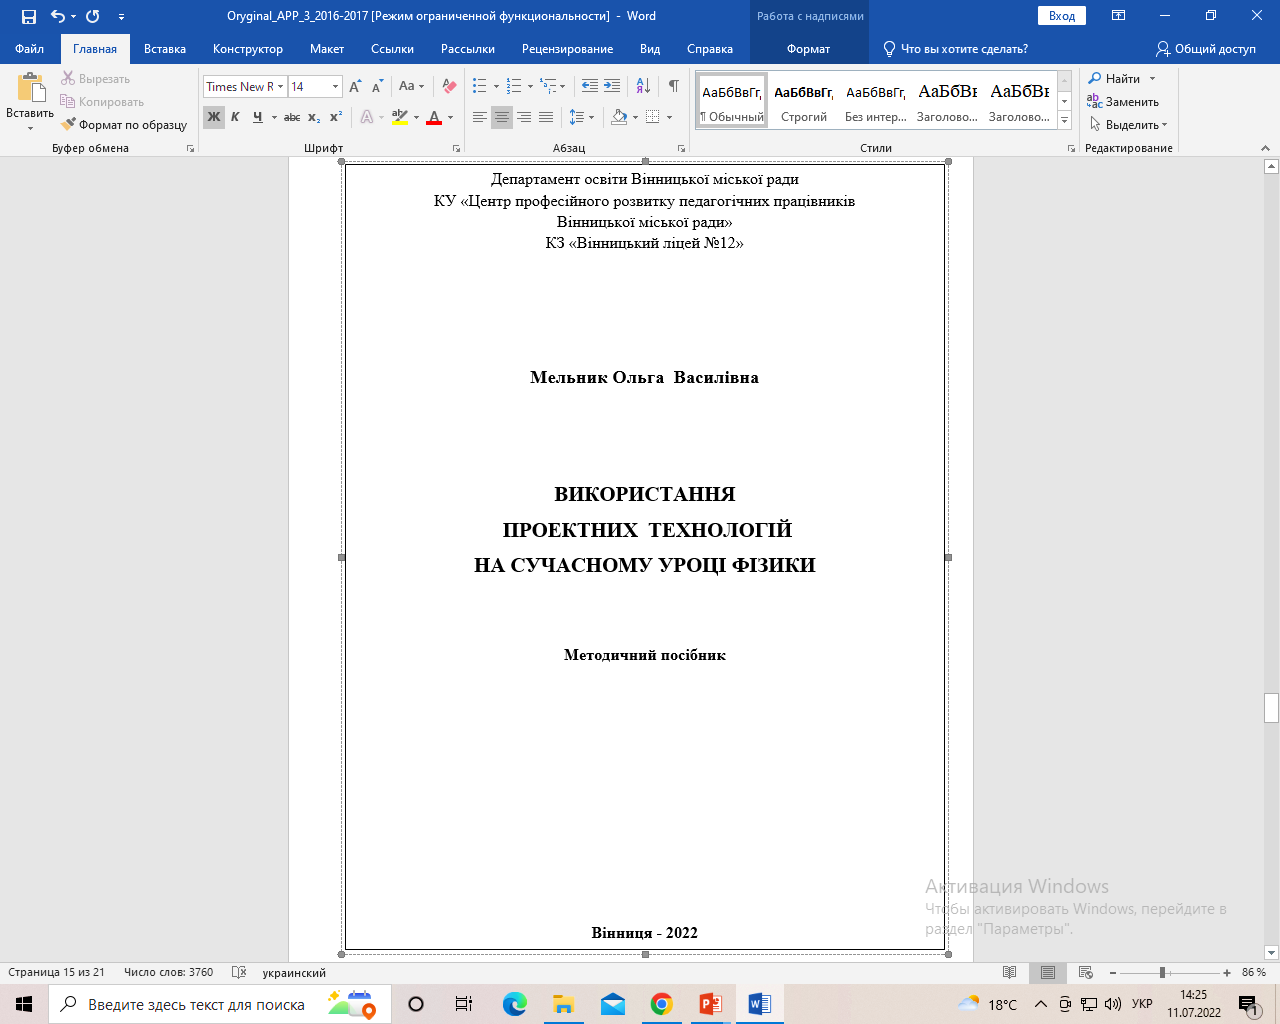 Oryginal_APP_3_2016-2017 [Режим ограниченной функциональности] - Word
Работа с надписями
Вход
Файл
Главная
Вставка
Конструктор
Макет
Ссылки
Рассылки
Рецензирование
Вид
Справка
Формат
Что вы хотите сделать?
Общий доступ
Вставить
Вырезать
Копировать
Формат по образцу
Буфер обмена
Times New R
14
Шрифт
Абзац
АаБбВвГг,
¶ Обычный
АаБбВвГг,
Строгий
АаБбВвГг,
Без интер...
АаБбВı
Заголово...
АаБбВı
Заголово...
Стили
Найти
Заменить
Выделить
Редактирование
Департамент освіти Вінницької міської ради
КУ «Центр професійного розвитку педагогічних працівників
Вінницької міської ради»
КЗ «Вінницький ліцей №12»
Мельник Ольга Василівна
ВИКОРИСТАННЯ
ПРОЕКТНИХ ТЕХНОЛОГІЙ
НА СУЧАСНОМУ УРОЦІ ФІЗИКИ
Методичний посібник
Вінниця - 2022
Активация Windows
Чтобы активировать Windows, перейдите в
раздел "Параметры".
Страница 15 из 21
Число слов: 3760
украинский
86 %
Введите здесь текст для поиска
18°C
УКР
14:25
11.07.2022
1